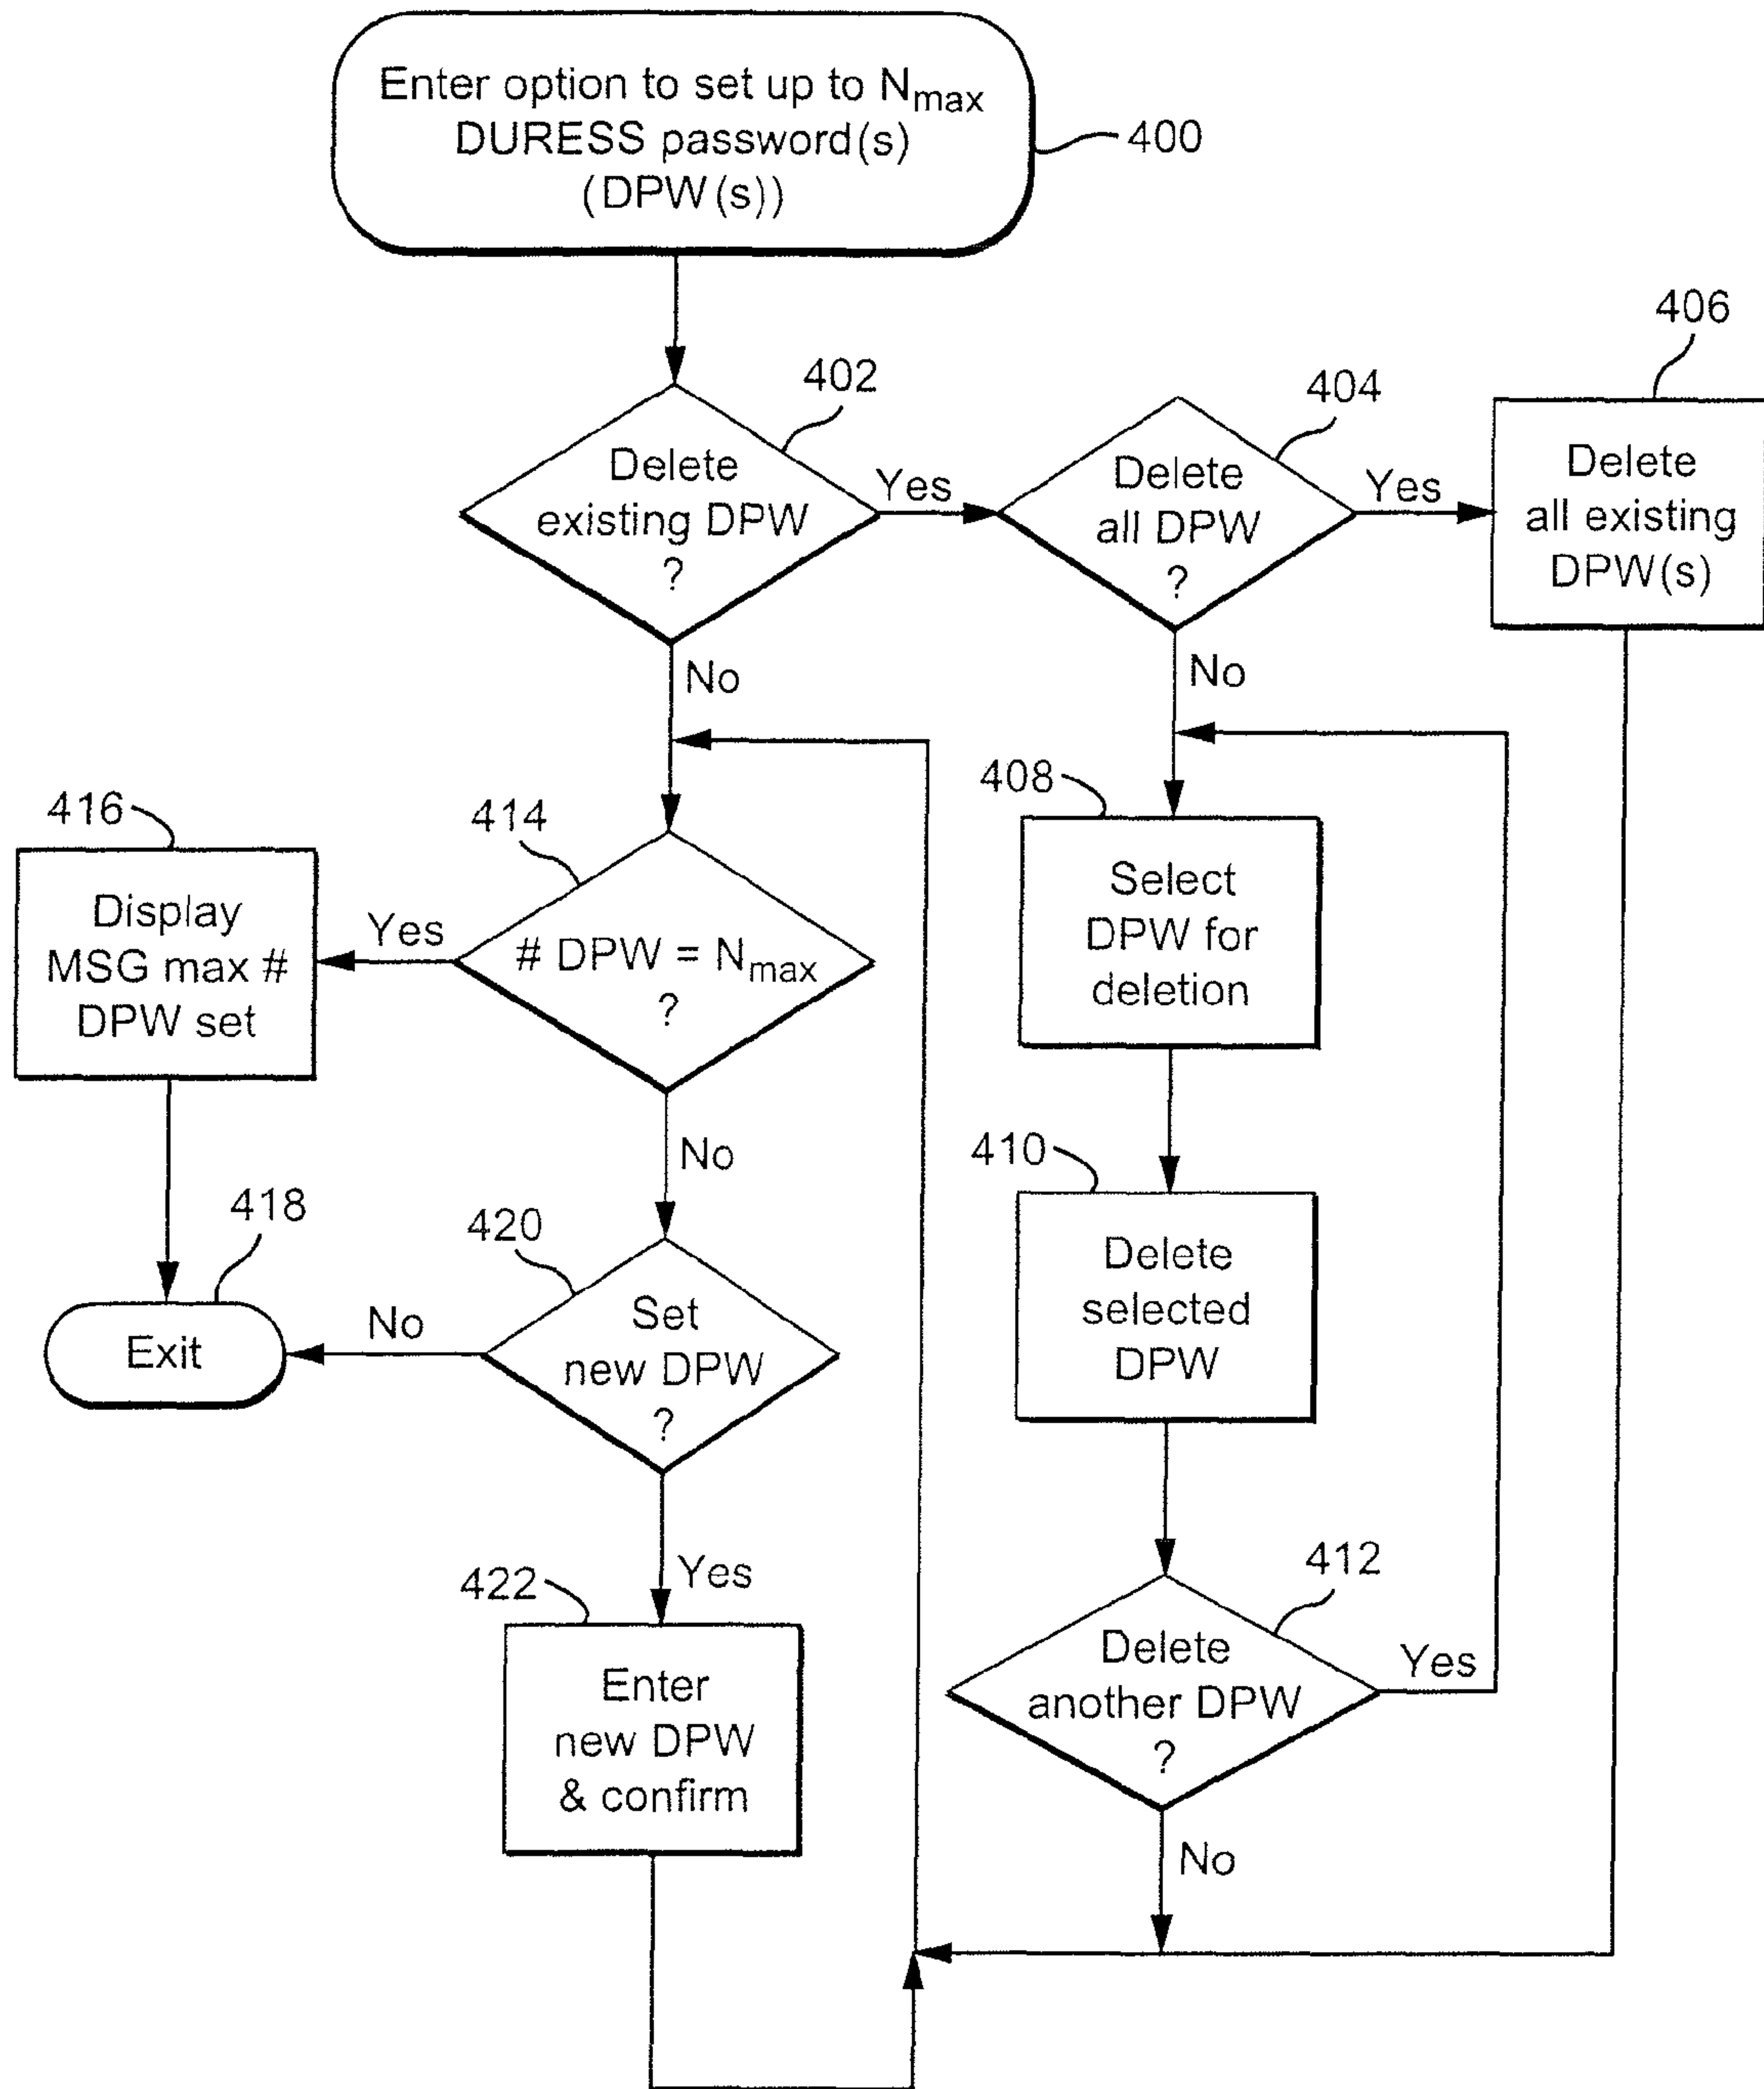 Enter option to set up to Nmax
DURESS password(s)
(DPW(s))
400
402
Delete
existing DPW
?
Yes
No
404
Delete
all DPW
?
Yes
No
406
Delete
all existing
DPW(s)
408
Select
DPW for
deletion
410
Delete
selected
DPW
412
Delete
another DPW
?
Yes
No
414
# DPW = Nmax
?
Yes
No
416
Display
MSG max #
DPW set
418
Exit
420
Set
new DPW
?
No
Yes
422
Enter
new DPW
& confirm